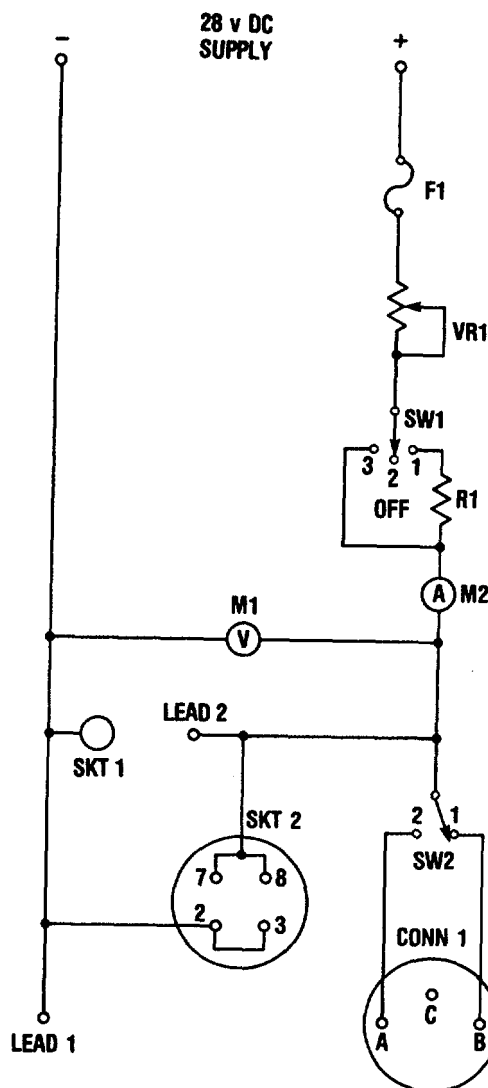 28 v DC
SUPPLY
- +
F1
VR1
SW1
3 2 1
OFF
R1
A M2
M1
V
LEAD 2
SKT 1
SKT 2
2 1
SW2
7 8
2 3
CONN 1
C
A B
LEAD 1